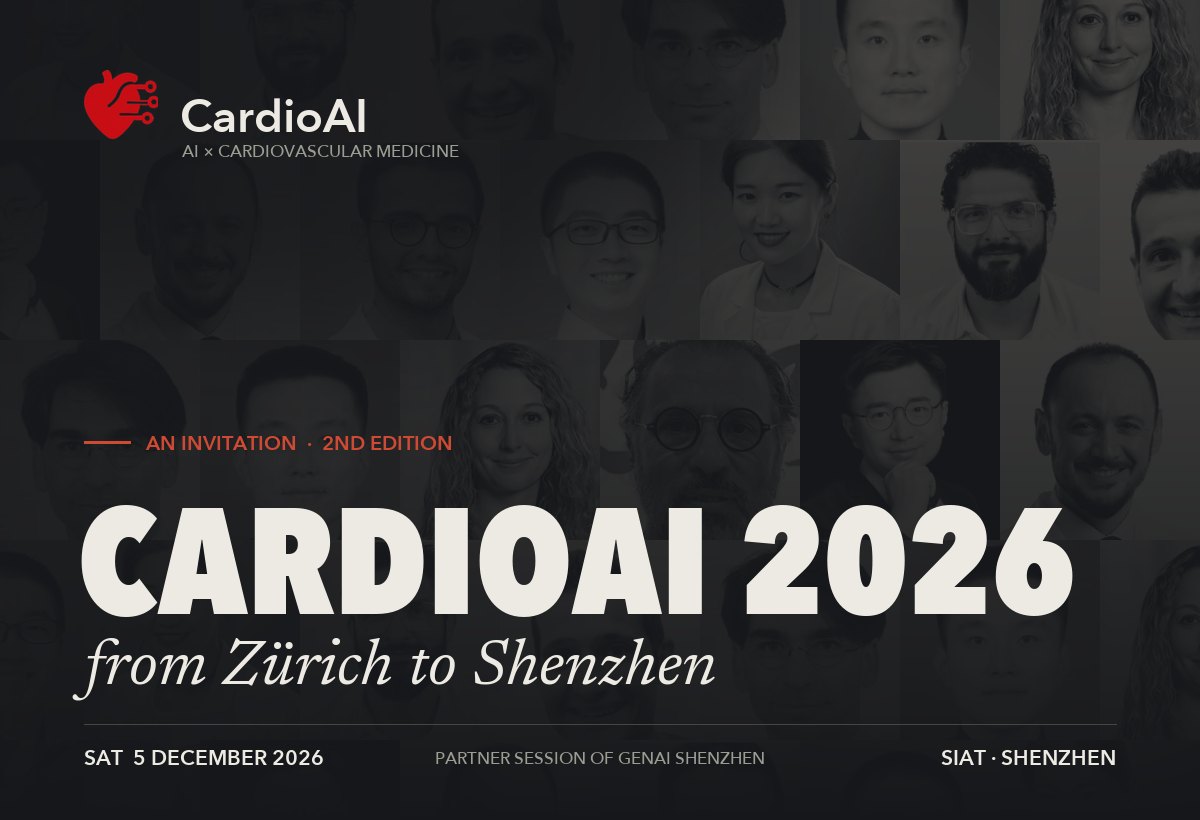 CardioAI
AI × CARDIOVASCULAR MEDICINE
AN INVITATION · 2ND EDITION
CARDIOAI 2026
from Zürich to Shenzhen
SAT 5 DECEMBER 2026
PARTNER SESSION OF GENAI SHENZHEN
SIAT · SHENZHEN